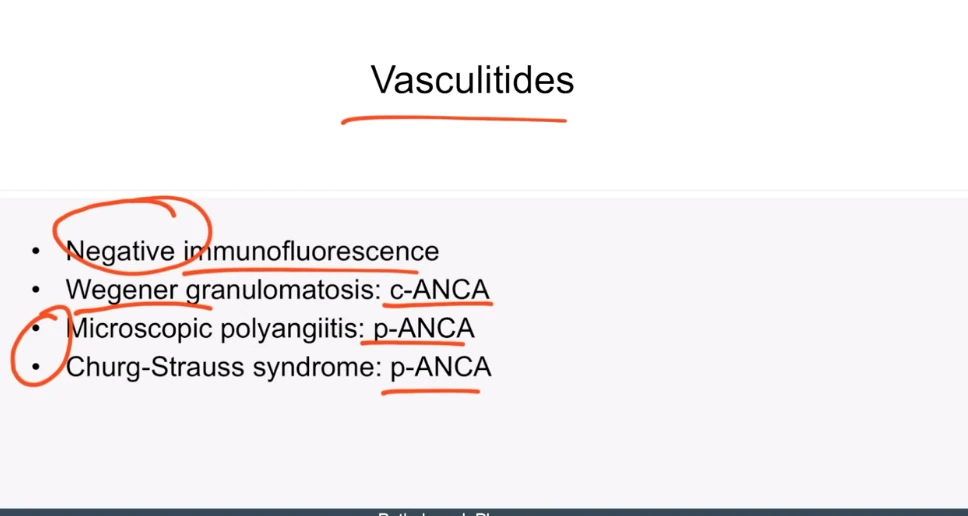 Vasculitides
• Negative immunofluorescence
• Wegener granulomatosis: c-ANCA
• Microscopic polyangiitis: p-ANCA
• Churg-Strauss syndrome: p-ANCA